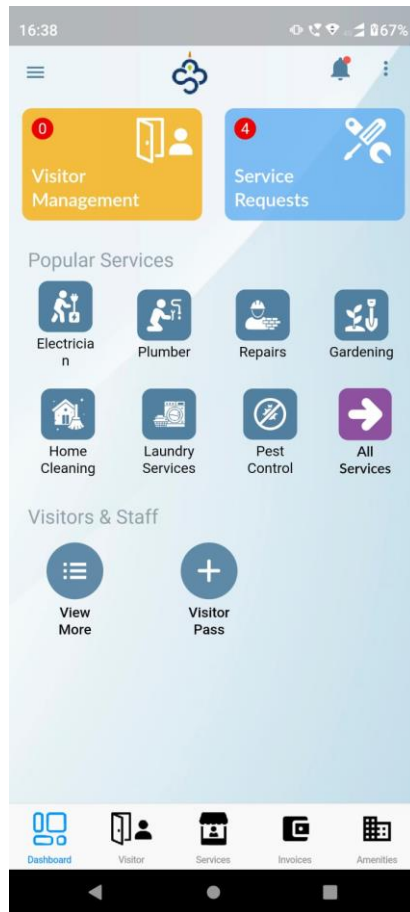 16:38
67%
0
Visitor
Management
4
Service
Requests
Popular Services
Electricia
n
Plumber
Repairs
Gardening
Home
Cleaning
Laundry
Services
Pest
Control
All
Services
Visitors & Staff
View
More
Visitor
Pass
Dashboard
Visitor
Services
Invoices
Amenities